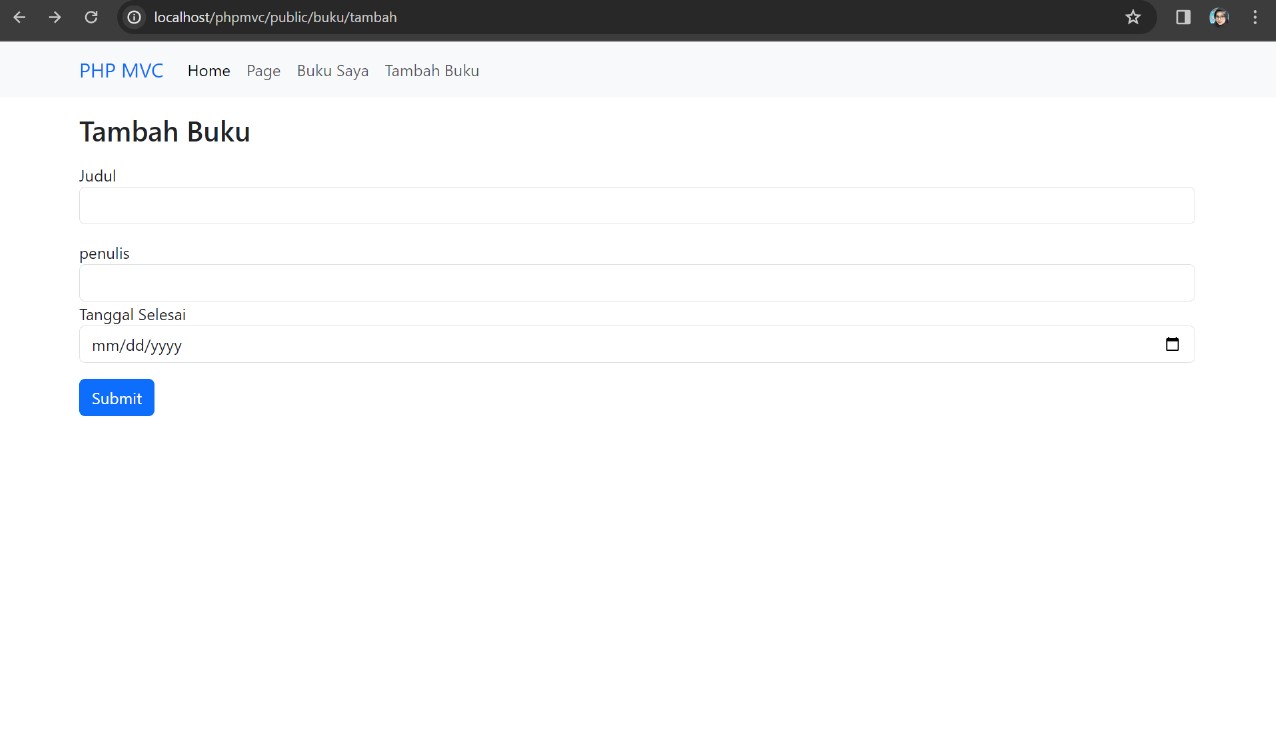 localhost/phpmvc/public/buku/tambah
PHP MVC Home Page Buku Saya Tambah Buku
Tambah Buku
Judul
penulis
Tanggal Selesai
mm/dd/yyyy
Submit